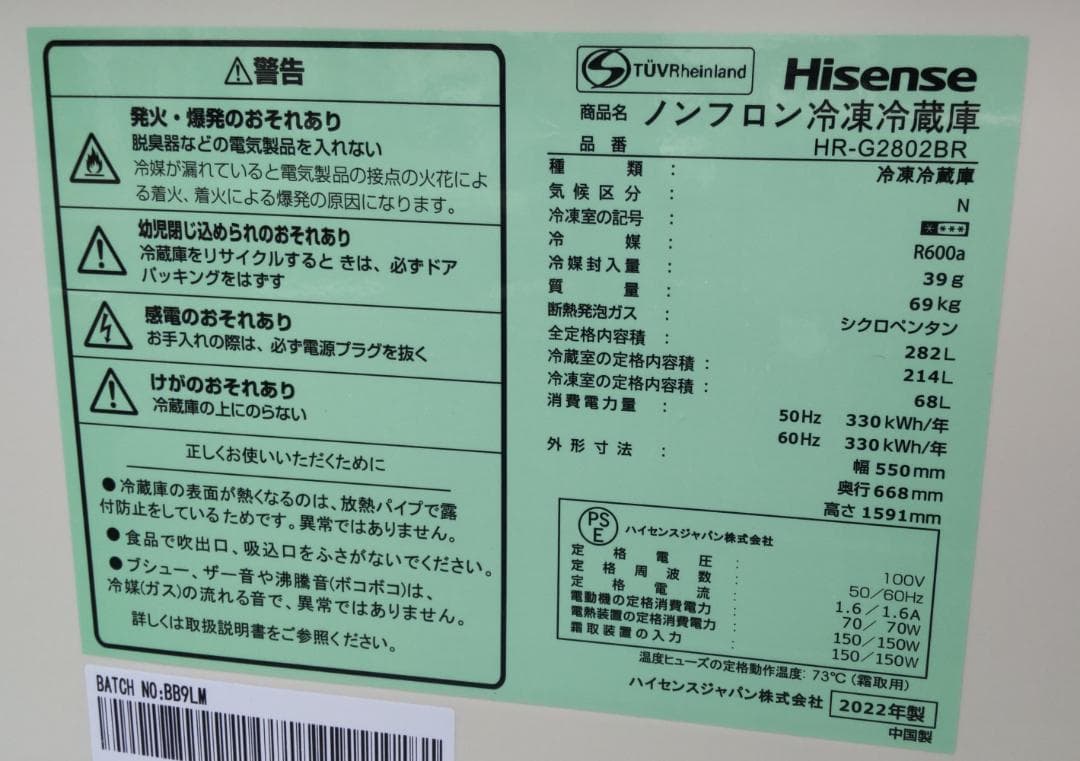 ⚠警告
発火・爆発のおそれあり
脱臭器などの電気製品を入れない
冷媒が漏れていると電気製品の接点の火花によ
る着火、着火による爆発の原因になります。
幼児閉じ込められのおそれあり
冷蔵庫をリサイクルすると きは、必ずドア
パッキングをはずす
感電のおそれあり
お手入れの際は、必ず電源プラグを抜く
けがのおそれあり
冷蔵庫の上にのらない
正しくお使いいただくために
●冷蔵庫の表面が熱くなるのは、放熱パイプで露
付防止をしているためです。異常ではありません。
●食品で吹出口、吸込口をふさがないでください。
●ブシュー、ザー音や沸騰音(ボコボコ)は、
冷媒(ガス)の流れる音で、異常ではありません。
詳しくは取扱説明書をご参照ください。
BATCH NO:BB9LM
TÜVRheinland
Hisense
商品名 ノンフロン冷凍冷蔵庫
品番 HR-G2802BR
種類 : 冷凍冷蔵庫
気候区分 : N
冷凍室の記号 : ****
冷媒 : R600a
冷媒封入量 : 39g
質量 : 69kg
断熱発泡ガス : シクロペンタン
全定格内容積 : 282L
冷蔵室の定格内容積 : 214L
冷凍室の定格内容積 : 68L
消費電力量 : 50Hz 330kWh/年
60Hz 330kWh/年
外形寸法 : 幅 550mm
奥行 668mm
高さ 1591mm
PSE ハイセンスジャパン株式会社
定格電圧 : 100V
定格周波数 : 50/60Hz
定格電流 : 1.6/1.6A
電動機の定格消費電力 : 70/70W
電熱装置の定格消費電力 : 150/150W
霜取装置の入力 : 150/150W
温度ヒューズの定格動作温度: 73℃(霜取用)
ハイセンスジャパン株式会社 2022年製
中国製